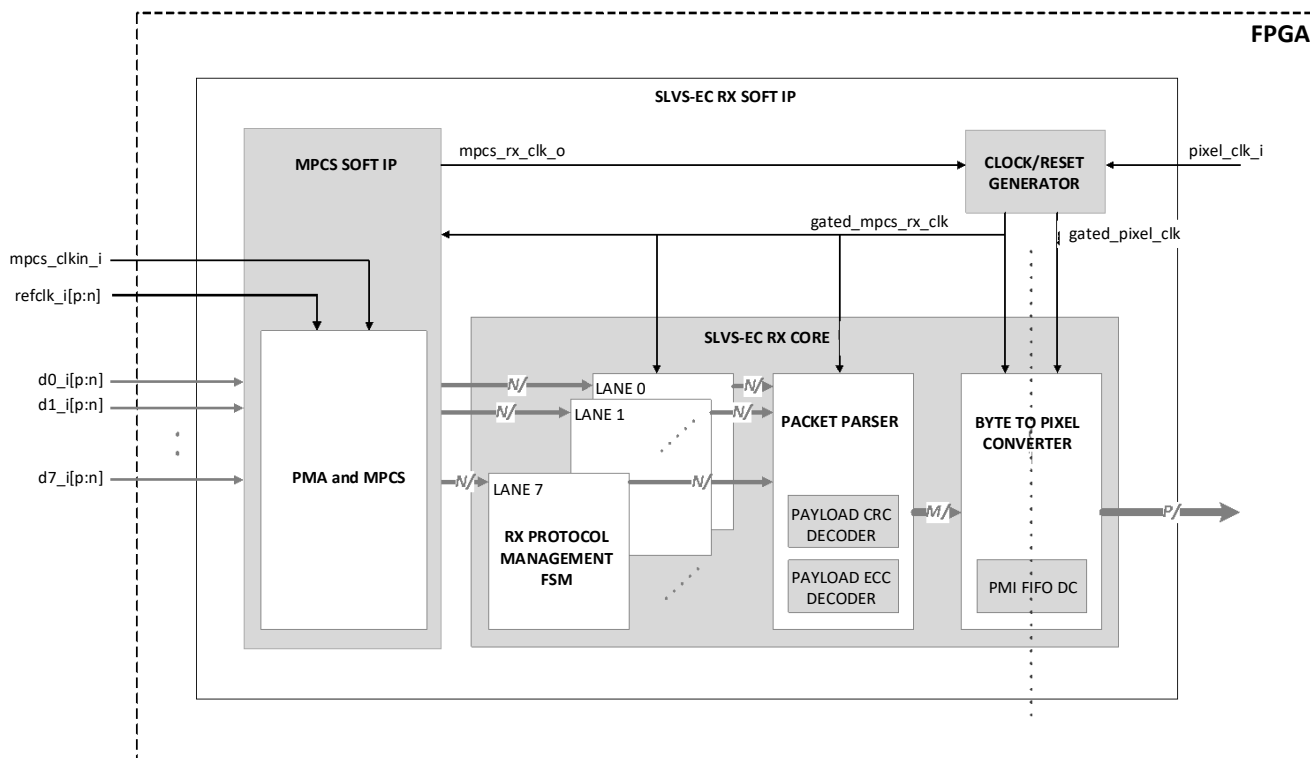 FPGA
SLVS-EC RX SOFT IP
MPCS SOFT IP
mpcs_rx_clk_o
CLOCK/RESET
GENERATOR
pixel_clk_i
gated_mpcs_rx_clk
gated_pixel_clk
mpcs_clkin_i
refclk_i[p:n]
SLVS-EC RX CORE
d0_i[p:n]
d1_i[p:n]
d7_i[p:n]
PMA and MPCS
N/
N/
N/
LANE 0
LANE 1
LANE 7
RX PROTOCOL
MANAGEMENT
FSM
N/
N/
N/
PACKET PARSER
PAYLOAD CRC
DECODER
PAYLOAD ECC
DECODER
M/
BYTE TO PIXEL
CONVERTER
PMI FIFO DC
P/